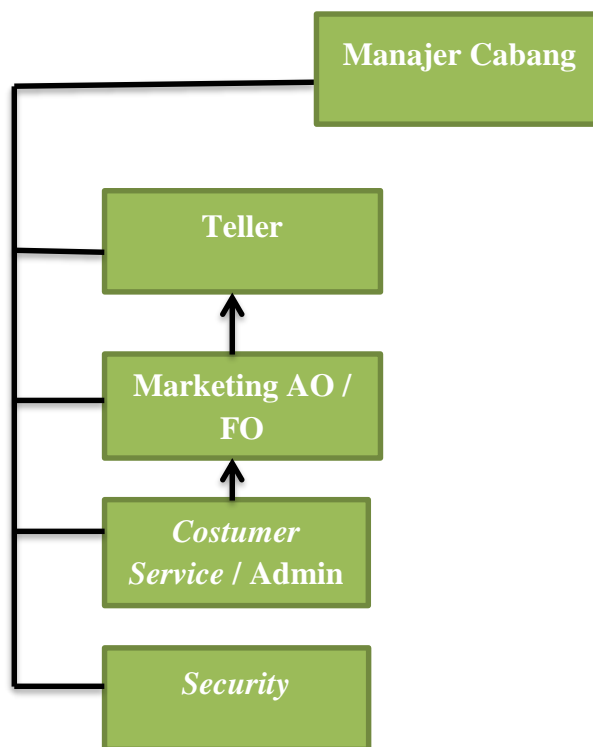 Manajer Cabang
Teller
Marketing AO /
FO
Costumer
Service / Admin
Security